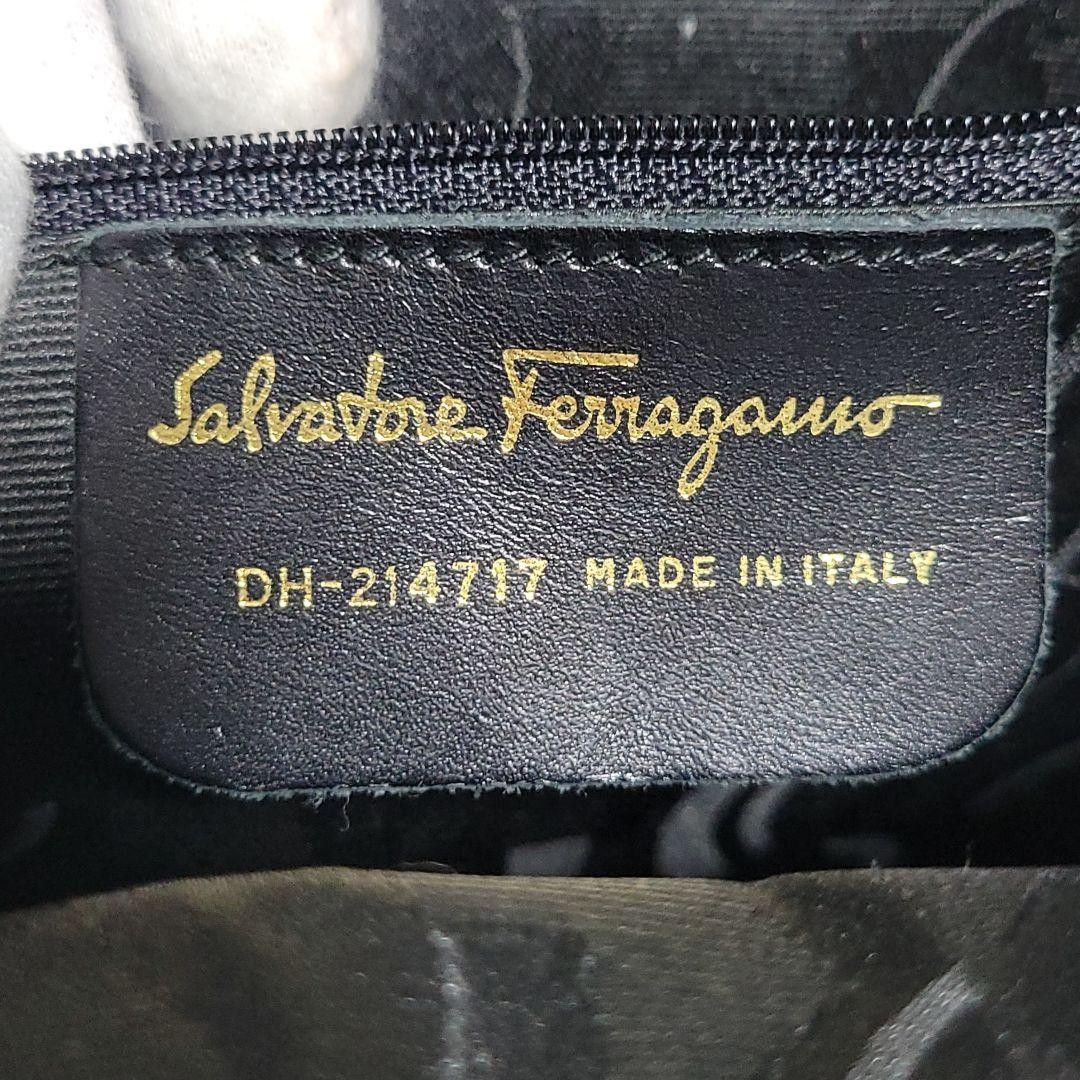 Salvatore Ferragamo
DH-214717 MADE IN ITALY